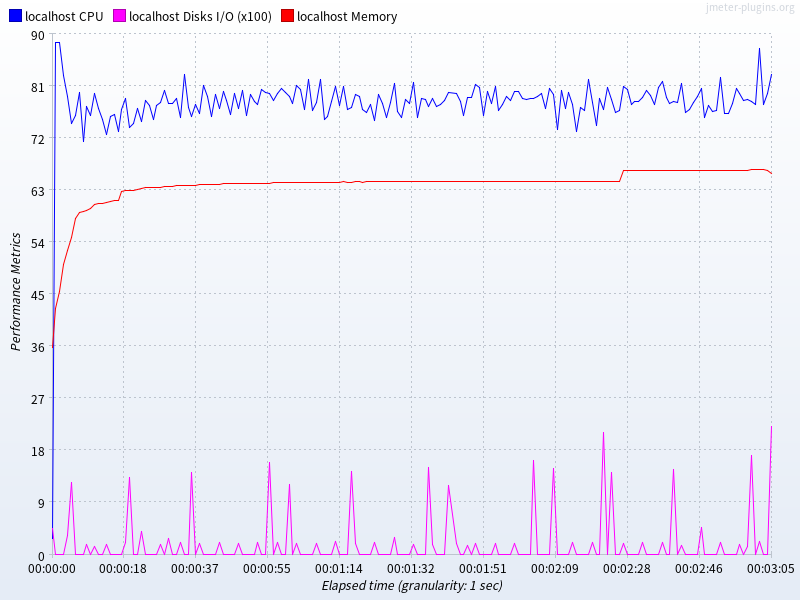 jmeter-plugins.org
localhost CPU localhost Disks I/O (x100) localhost Memory
90
81
72
63
54
45
36
27
18
9
0
Performance Metrics
00:00:00 00:00:18 00:00:37 00:00:55 00:01:14 00:01:32 00:01:51 00:02:09 00:02:28 00:02:46 00:03:05
Elapsed time (granularity: 1 sec)